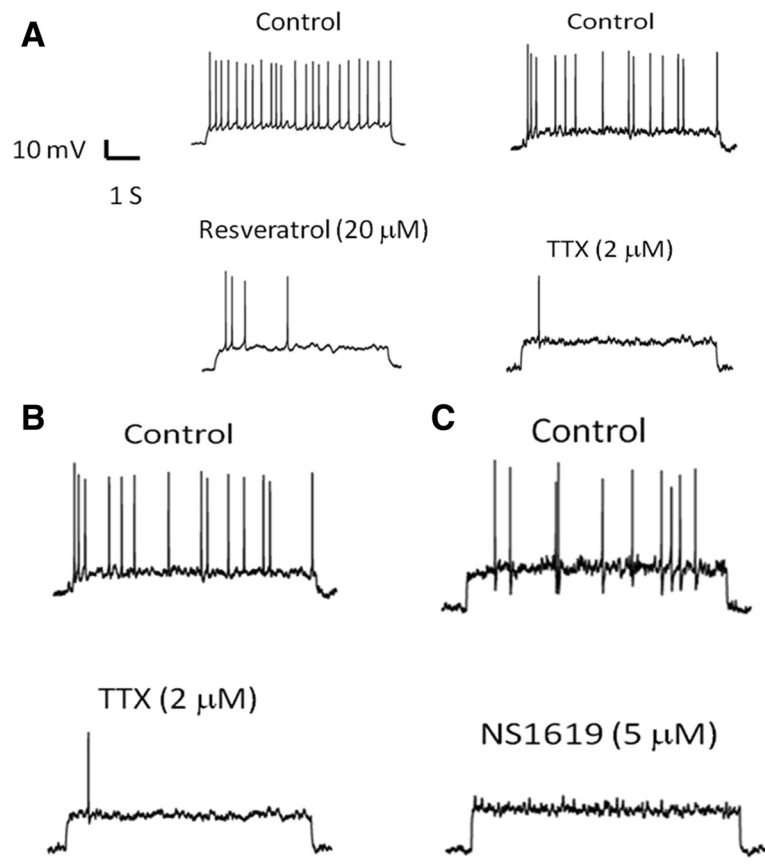 A
Control
Control
10 mV
1 S
Resveratrol (20 μM)
TTX (2 μM)
B
Control
C
Control
TTX (2 μM)
NS1619 (5 μM)